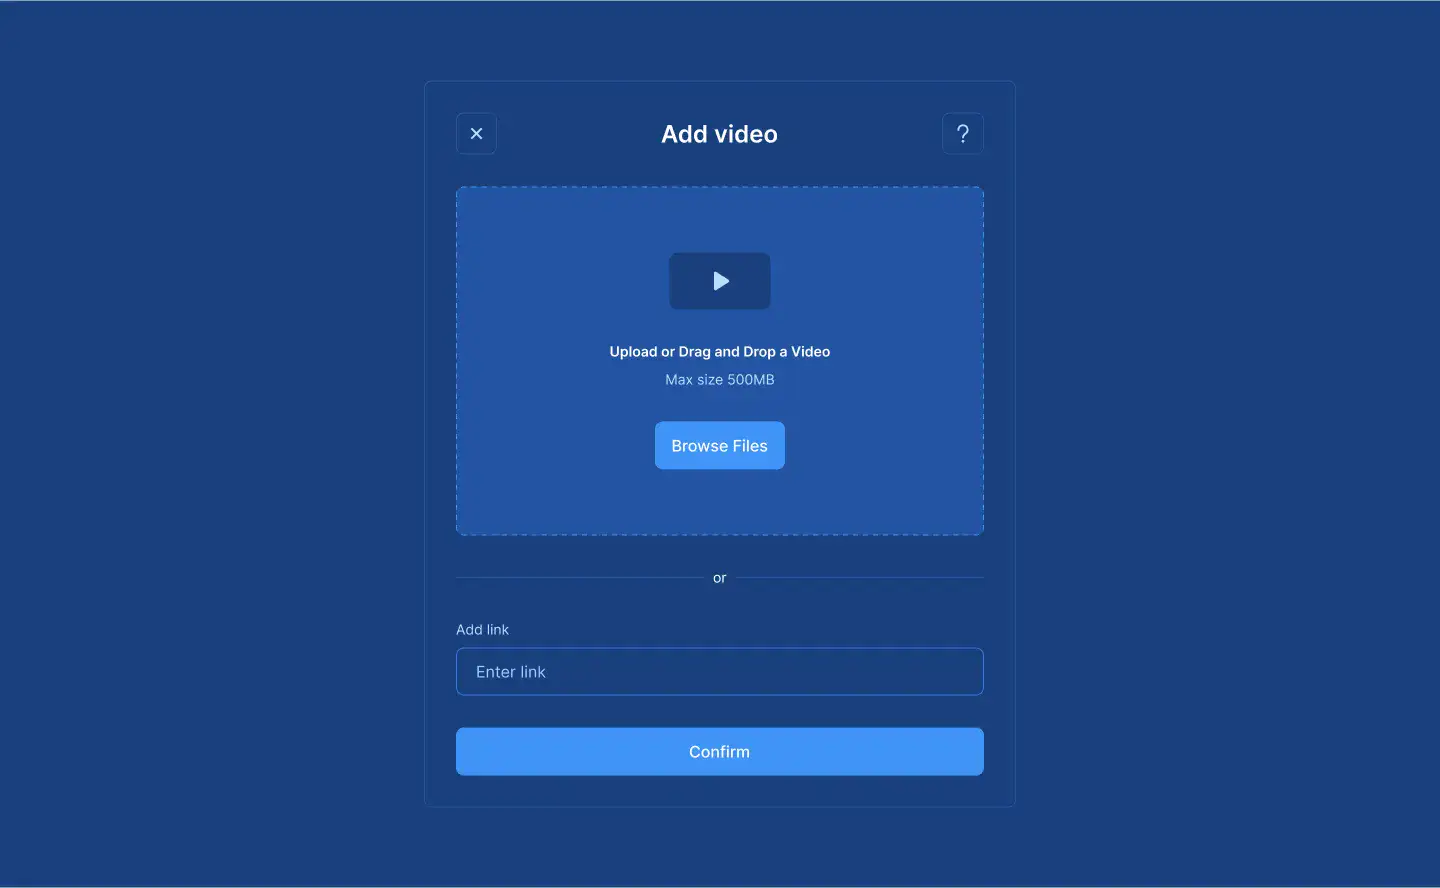 Add video
?
Upload or Drag and Drop a Video
Max size 500MB
Browse Files
or
Add link
Enter link
Confirm